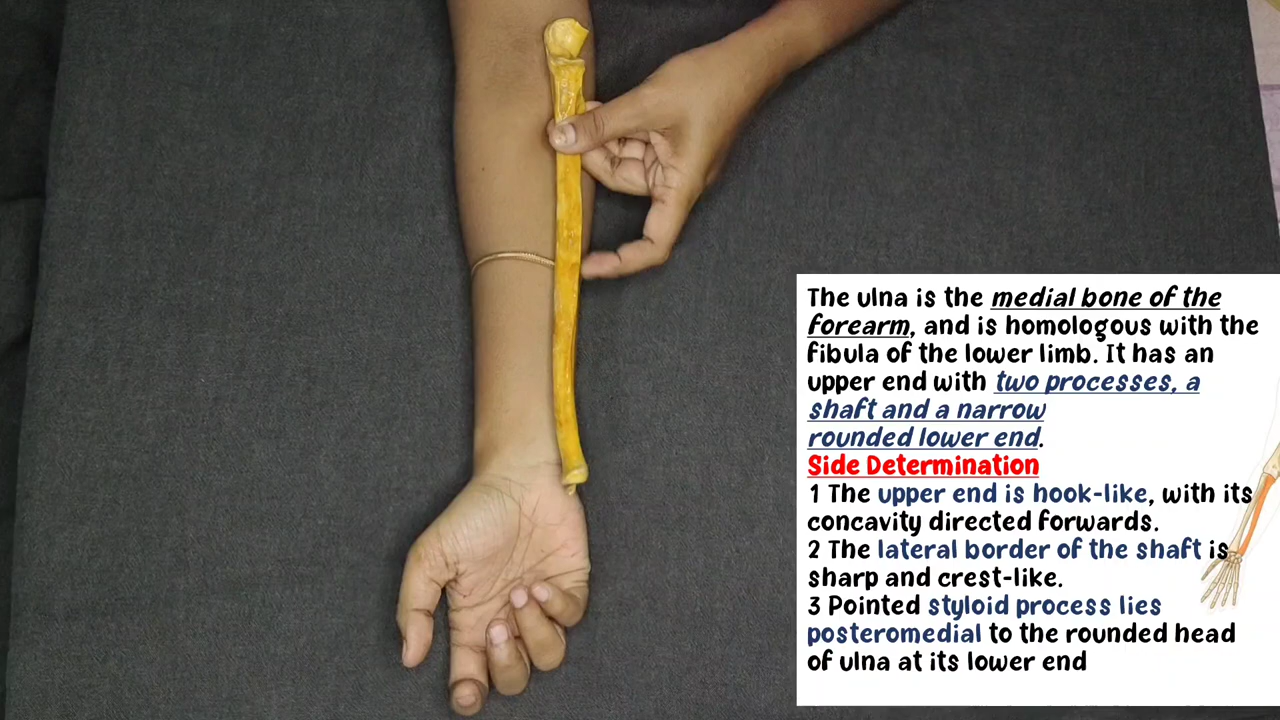 The ulna is the medial bone of the
forearm, and is homologous with the
fibula of the lower limb. It has an
upper end with two processes, a
shaft and a narrow
rounded lower end.
Side Determination
1 The upper end is hook-like, with its
concavity directed forwards.
2 The lateral border of the shaft is
sharp and crest-like.
3 Pointed styloid process lies
posteromedial to the rounded head
of ulna at its lower end